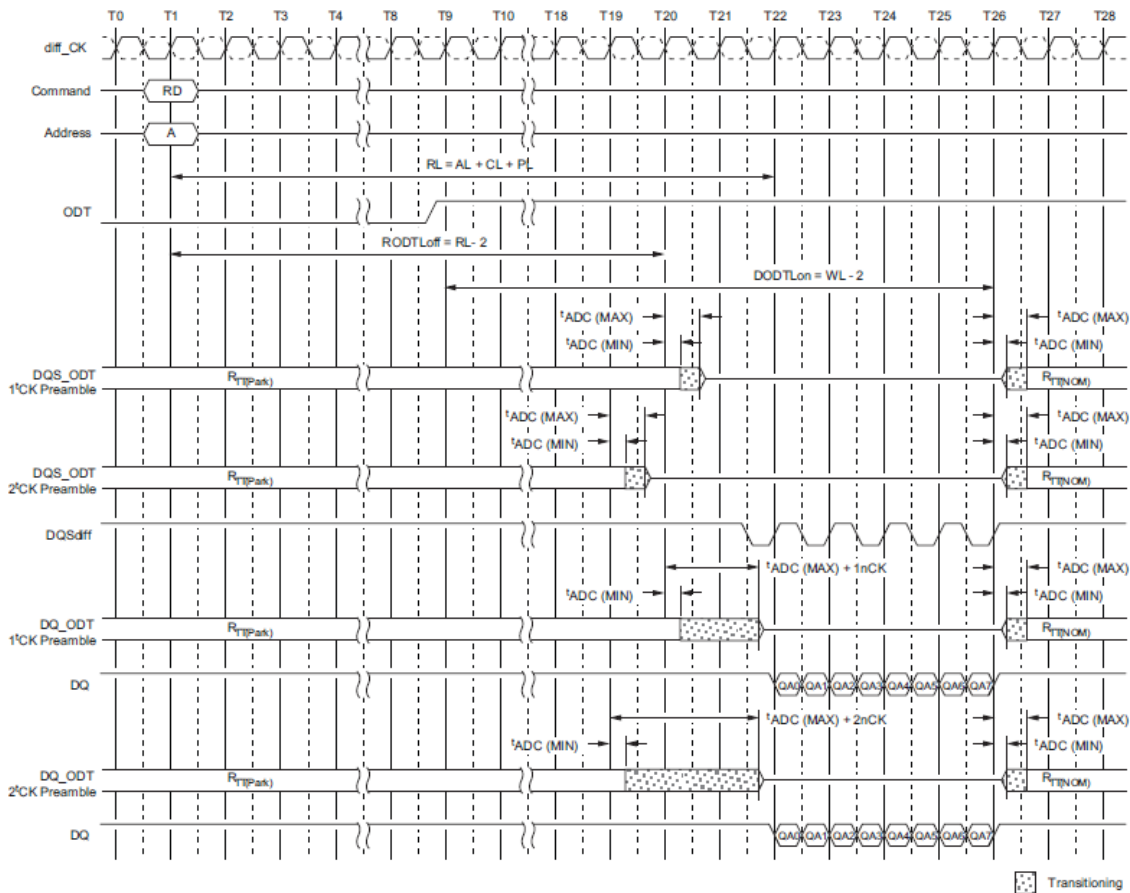 T0 T1 T2 T3 T4 T8 T9 T10 T18 T19 T20 T21 T22 T23 T24 T25 T26 T27 T28
diff_CK
Command RD
Address A
RL = AL + CL + PL
ODT
RODTLoff = RL- 2
DODTLon = WL - 2
tADC (MAX) tADC (MAX)
tADC (MIN) tADC (MIN)
DQS_ODT
1tCK Preamble RTT(Park) RTT(NOM)
tADC (MAX) tADC (MAX)
tADC (MIN) tADC (MIN)
DQS_ODT
2tCK Preamble RTT(Park) RTT(NOM)
DQSdiff
tADC (MAX) + 1nCK tADC (MAX)
tADC (MIN) tADC (MIN)
DQ_ODT
1tCK Preamble RTT(Park) RTT(NOM)
DQ QA0 QA1 QA2 QA3 QA4 QA5 QA6 QA7
tADC (MAX) + 2nCK tADC (MAX)
tADC (MIN) tADC (MIN)
DQ_ODT
2tCK Preamble RTT(Park) RTT(NOM)
DQ QA0 QA1 QA2 QA3 QA4 QA5 QA6 QA7
Transitioning